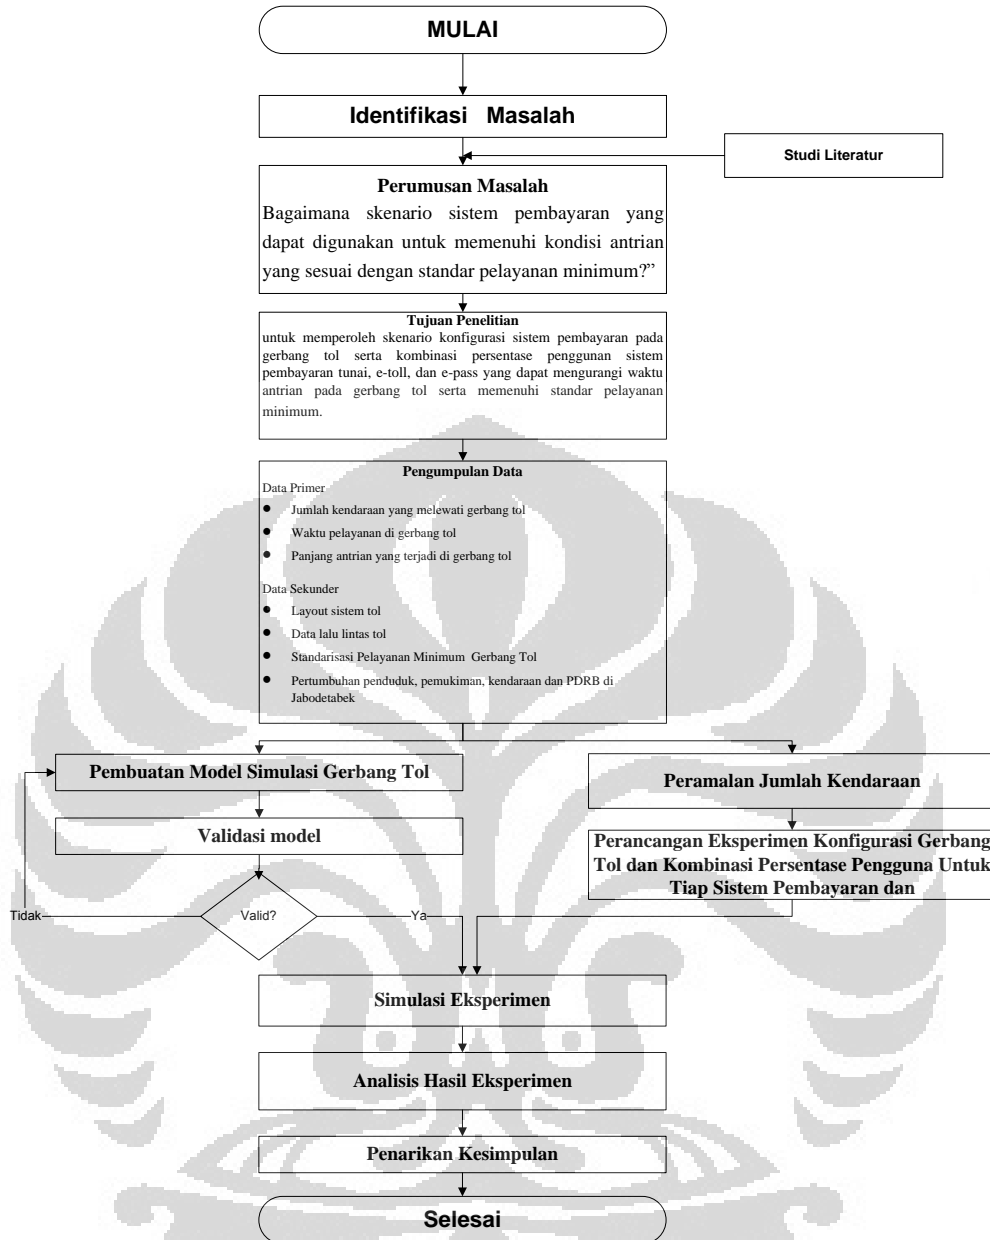 MULAI
Identifikasi Masalah
Studi Literatur
Perumusan Masalah
Bagaimana skenario sistem pembayaran yang
dapat digunakan untuk memenuhi kondisi antrian
yang sesuai dengan standar pelayanan minimum?”
Tujuan Penelitian
untuk memperoleh skenario konfigurasi sistem pembayaran pada
gerbang tol serta kombinasi persentase penggunan sistem
pembayaran tunai, e-toll, dan e-pass yang dapat mengurangi waktu
antrian pada gerbang tol serta memenuhi standar pelayanan
minimum.
Pengumpulan Data
Data Primer
● Jumlah kendaraan yang melewati gerbang tol
● Waktu pelayanan di gerbang tol
● Panjang antrian yang terjadi di gerbang tol
Data Sekunder
● Layout sistem tol
● Data lalu lintas tol
● Standarisasi Pelayanan Minimum Gerbang Tol
● Pertumbuhan penduduk, pemukiman, kendaraan dan PDRB di
Jabodetabek
Pembuatan Model Simulasi Gerbang Tol
Peramalan Jumlah Kendaraan
Validasi model
Perancangan Eksperimen Konfigurasi Gerbang
Tol dan Kombinasi Persentase Pengguna Untuk
Tiap Sistem Pembayaran dan
Tidak
Valid?
Ya
Simulasi Eksperimen
Analisis Hasil Eksperimen
Penarikan Kesimpulan
Selesai